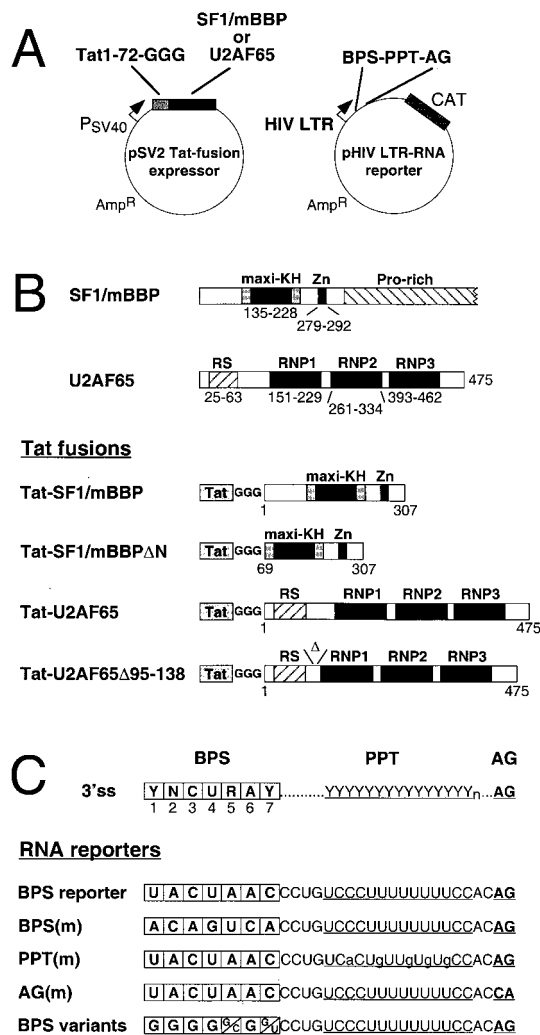 A
SF1/mBBP
or
U2AF65
Tat1-72-GGG
BPS-PPT-AG
CAT
PSV40
HIV LTR
pSV2 Tat-fusion
expressor
pHIV LTR-RNA
reporter
AmpR
AmpR
B
maxi-KH Zn Pro-rich
SF1/mBBP
135-228
279-292
RS RNP1 RNP2 RNP3
U2AF65 475
25-63 151-229 261-334 393-462
Tat fusions
maxi-KH Zn
Tat-SF1/mBBP Tat GGG
1 307
maxi-KH Zn
Tat-SF1/mBBPΔN Tat GGG
69 307
RS RNP1 RNP2 RNP3
Tat-U2AF65 Tat GGG
1 475
RS Δ RNP1 RNP2 RNP3
Tat-U2AF65Δ95-138 Tat GGG
1 475
C
BPS PPT AG
3'ss Y N C U R A Y ..........YYYYYYYYYYYYYYn...AG
1 2 3 4 5 6 7
RNA reporters
BPS reporter U A C U A A C CCUGUCCCUUUUUUUUCCACAG
BPS(m) A C A G U C A CCUGUCCCUUUUUUUUCCACAG
PPT(m) U A C U A A C CCUGUCaCUgUUgUgUgCCACAG
AG(m) U A C U A A C CCUGUCCCUUUUUUUUCCACCA
BPS variants G G G G G/C G G/U CCUGUCCCUUUUUUUUCCACAG